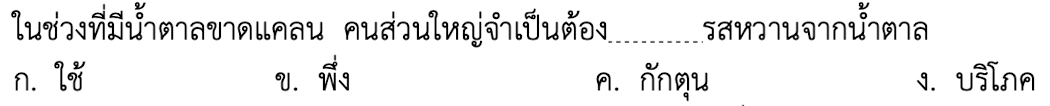 ในช่วงที่มีน้ำตาลขาดแคลน คนส่วนใหญ่จำเป็นต้อง............รสหวานจากน้ำตาล
ก. ใช้ ข. พึ่ง ค. กักตุน ง. บริโภค